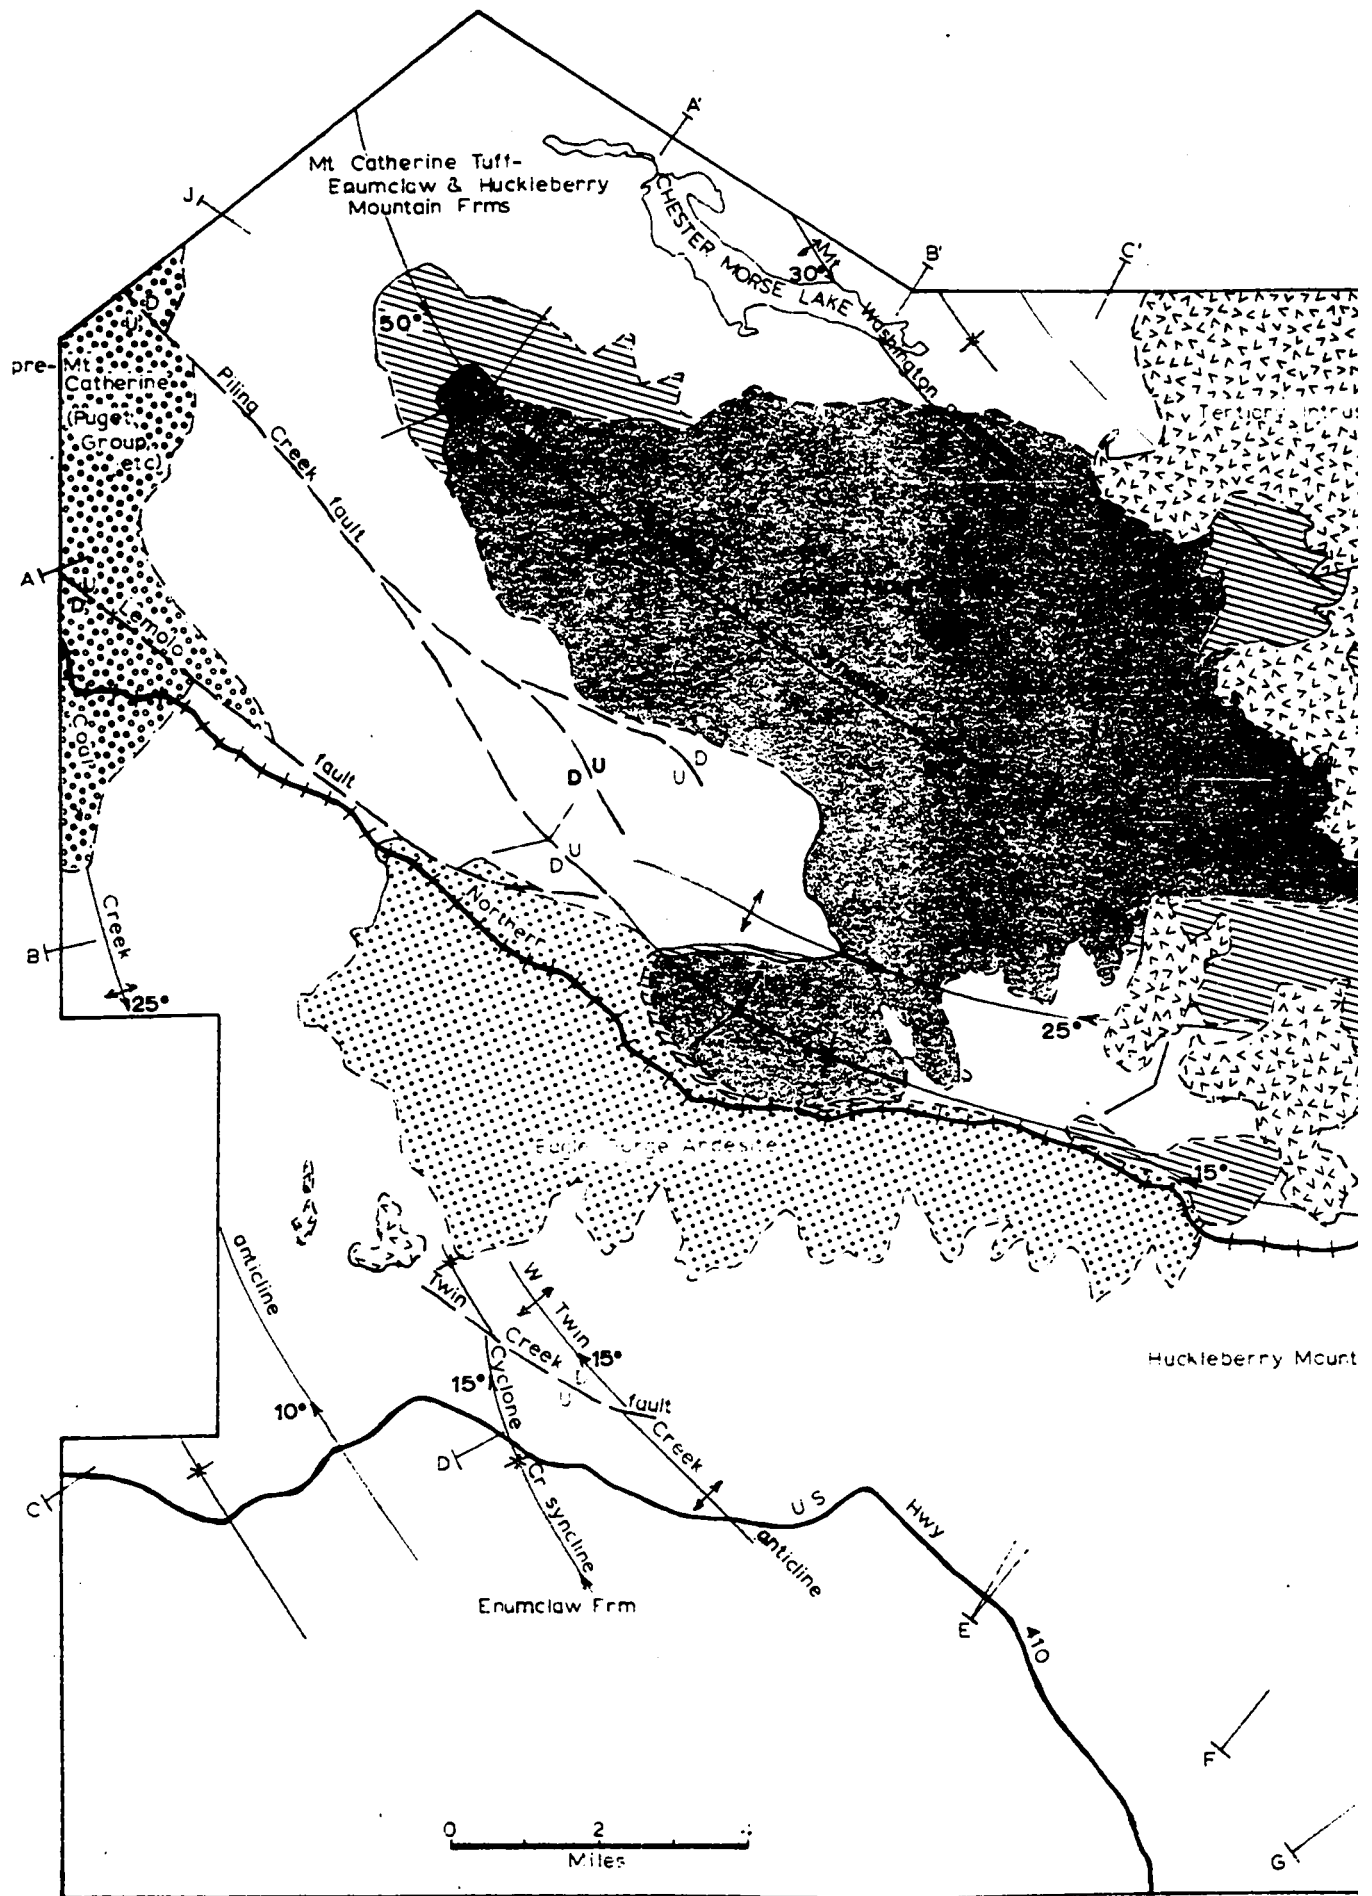 A'
Mt Catherine Tuff-
Enumclaw & Huckleberry
Mountain Frms
J
CHESTER MORSE LAKE
Mt
Washington
30°
B'
C'
D
U
50°
pre-Mt
Catherine
(Puget
Group,
etc)
Piling Creek fault
Tertiary Intrus
A
U
D
Lemolo
fault
Coal
Creek
D U
U D
D U
Northern
B
25°
25°
Eagle Gorge Andesite
15°
anticline
Twin
Creek
fault
W Twin
Creek
anticline
15°
D
U
15°
Cyclone
Cr syncline
10°
Huckleberry Mount
D
C
U S
Hwy
410
Enumclaw Frm
E
F
G
0 2 4
Miles